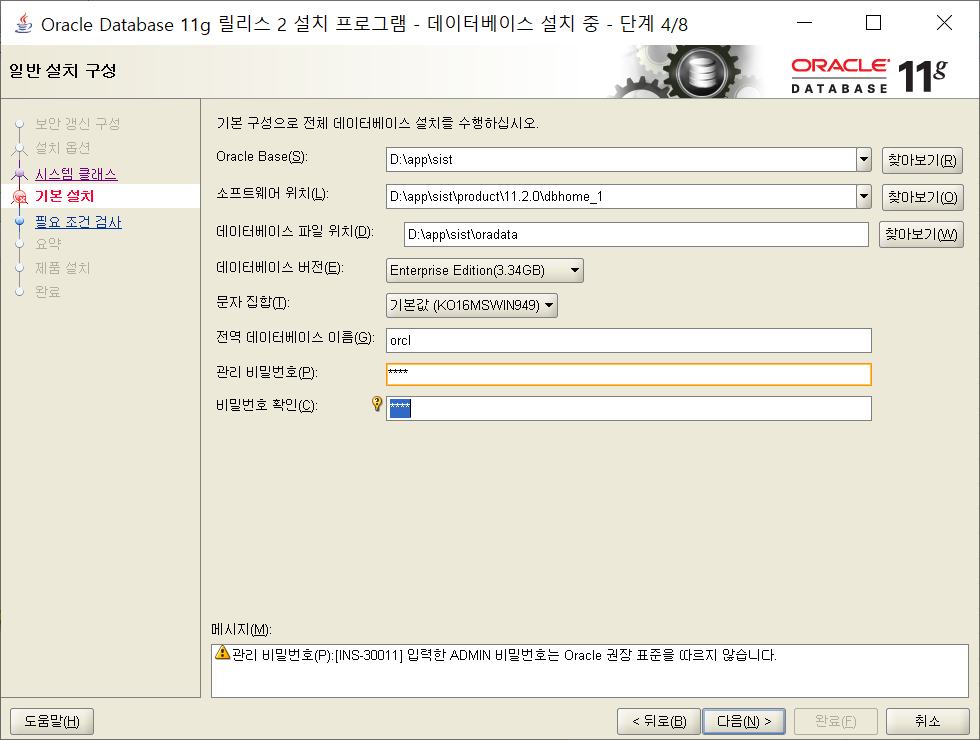 Oracle Database 11g 릴리스 2 설치 프로그램 - 데이터베이스 설치 중 - 단계 4/8
일반 설치 구성
ORACLE
DATABASE 11g
보안 갱신 구성
설치 옵션
시스템 클래스
기본 설치
필요 조건 검사
요약
제품 설치
완료
기본 구성으로 전체 데이터베이스 설치를 수행하십시오.
Oracle Base(S): D:\app\sist 찾아보기(R)
소프트웨어 위치(L): D:\app\sist\product\11.2.0\dbhome_1 찾아보기(O)
데이터베이스 파일 위치(D): D:\app\sist\oradata 찾아보기(W)
데이터베이스 버전(E): Enterprise Edition(3.34GB)
문자 집합(T): 기본값 (KO16MSWIN949)
전역 데이터베이스 이름(G): orcl
관리 비밀번호(P): ****
비밀번호 확인(C): ****
메시지(M):
관리 비밀번호(P):[INS-30011] 입력한 ADMIN 비밀번호는 Oracle 권장 표준을 따르지 않습니다.
도움말(H) < 뒤로(B) 다음(N) > 완료(F) 취소